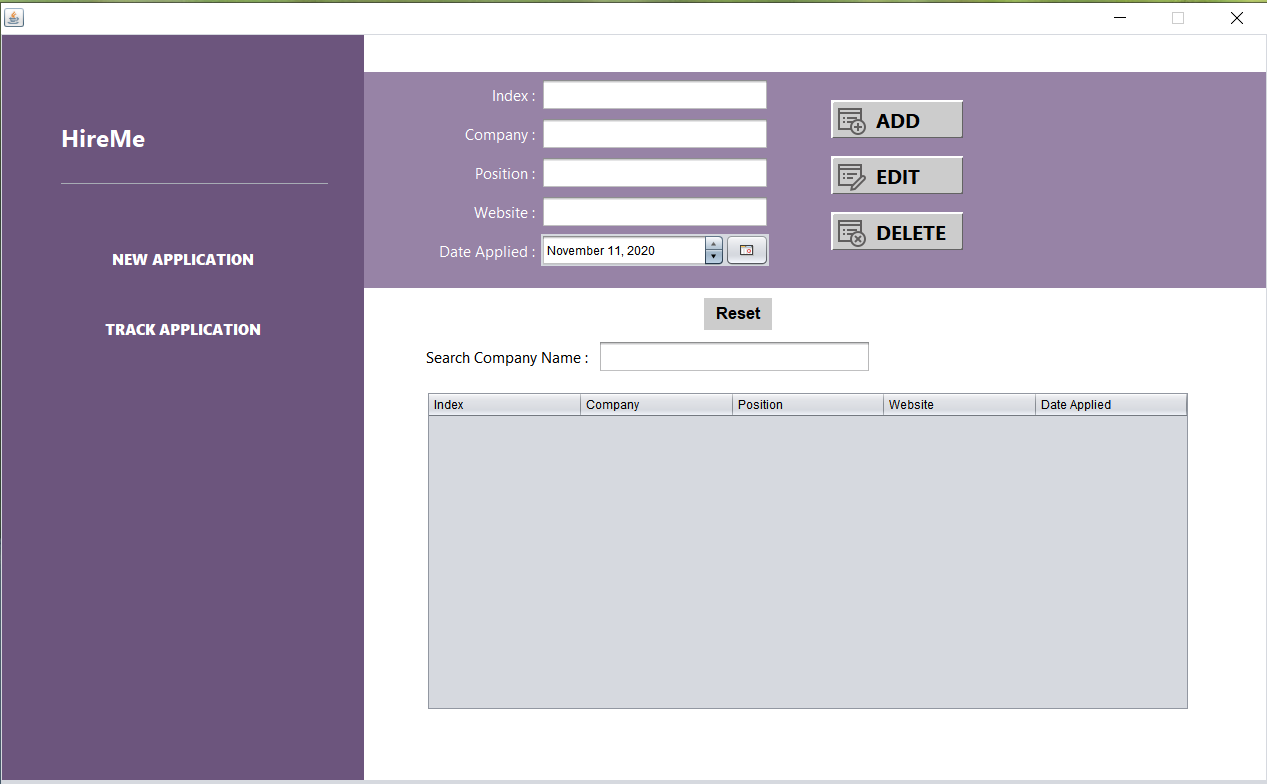 HireMe
NEW APPLICATION
TRACK APPLICATION
Index :
Company :
Position :
Website :
Date Applied : November 11, 2020
ADD
EDIT
DELETE
Reset
Search Company Name :
Index Company Position Website Date Applied